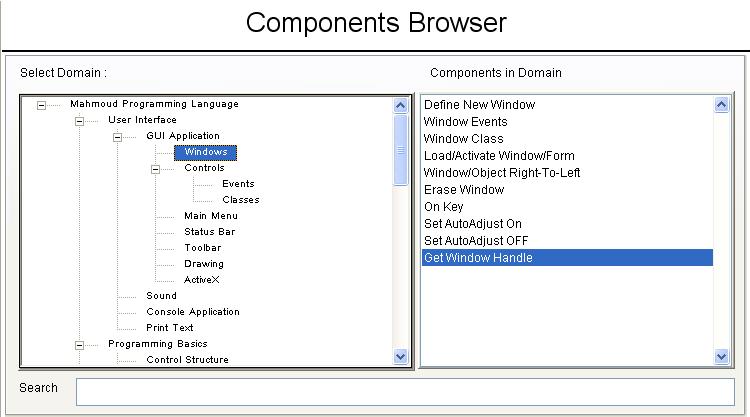 Components Browser
Select Domain :
Components in Domain
Mahmoud Programming Language
User Interface
GUI Application
Windows
Controls
Events
Classes
Main Menu
Status Bar
Toolbar
Drawing
ActiveX
Sound
Console Application
Print Text
Programming Basics
Control Structure
Define New Window
Window Events
Window Class
Load/Activate Window/Form
Window/Object Right-To-Left
Erase Window
On Key
Set AutoAdjust On
Set AutoAdjust OFF
Get Window Handle
Search